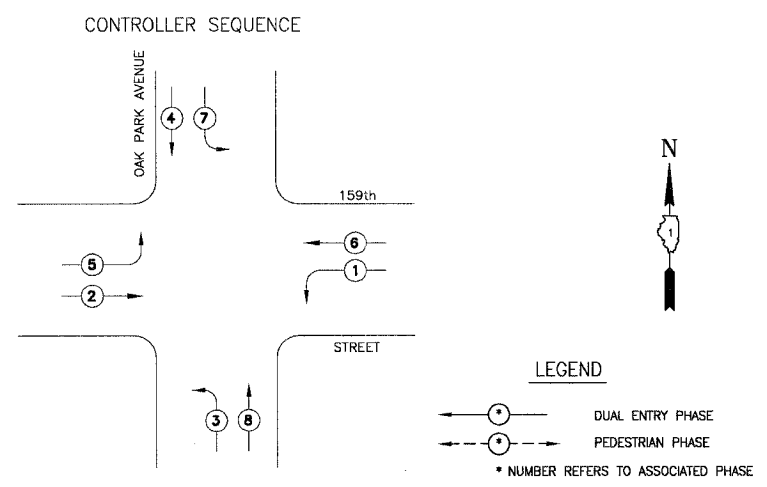 CONTROLLER SEQUENCE
OAK PARK AVENUE
4 7
N
159th
1
6
5
1
2
STREET
LEGEND
3 8
* DUAL ENTRY PHASE
* PEDESTRIAN PHASE
* NUMBER REFERS TO ASSOCIATED PHASE